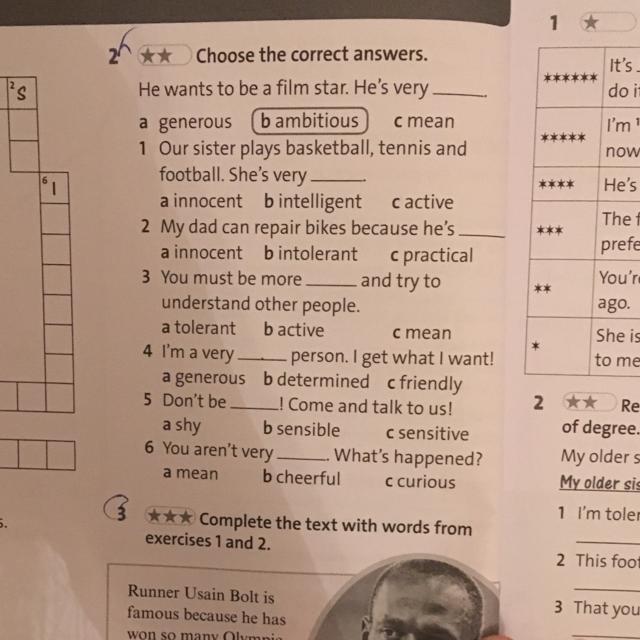 2 Choose the correct answers.
He wants to be a film star. He's very ______.
a generous b ambitious c mean
1 Our sister plays basketball, tennis and
football. She's very ______.
a innocent b intelligent c active
2 My dad can repair bikes because he's ______
a innocent b intolerant c practical
3 You must be more ______ and try to
understand other people.
a tolerant b active c mean
4 I'm a very ______ person. I get what I want!
a generous b determined c friendly
5 Don't be ______! Come and talk to us!
a shy b sensible c sensitive
6 You aren't very ______. What's happened?
a mean b cheerful c curious
3 Complete the text with words from
exercises 1 and 2.
Runner Usain Bolt is
famous because he has
won so many Olympic
2 S
6 I
s.
1
It's
do
I'm
now
He's
The
prefe
You're
ago.
She is
to me
2 Re
of degree.
My older s
My older sis
1 I'm toler
2 This foot
3 That you